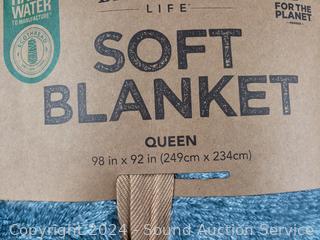 WATER
TO MANUFACTURE*
ECOTHREAD
LIFE
FOR THE
PLANET
SOFT
BLANKET
QUEEN
98 in x 92 in (249cm x 234cm)
Copyright 2024 - Sound Auction Service